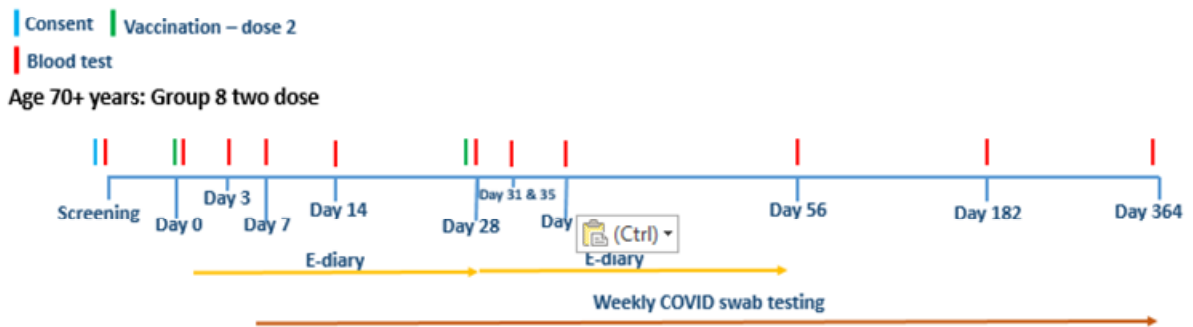 Consent Vaccination – dose 2
Blood test
Age 70+ years: Group 8 two dose
Screening Day 0 Day 3 Day 7 Day 14 Day 28 Day 31 & 35 Day Day 56 Day 182 Day 364
(Ctrl)
E-diary E-diary
Weekly COVID swab testing